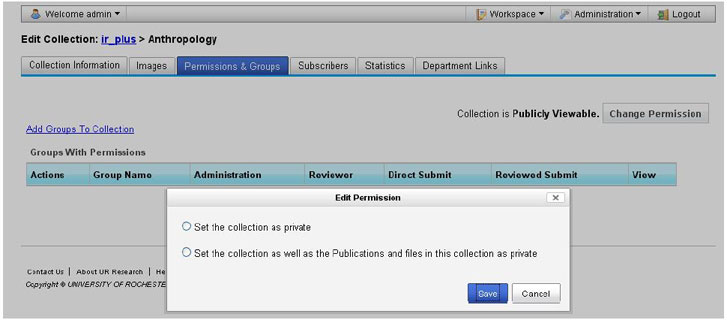 Welcome admin Workspace Administration Logout
Edit Collection: ir_plus > Anthropology
Collection Information Images Permissions & Groups Subscribers Statistics Department Links
Collection is Publicly Viewable. Change Permission
Add Groups To Collection
Groups With Permissions
Actions Group Name Administration Reviewer Direct Submit Reviewed Submit View
Edit Permission
Set the collection as private
Set the collection as well as the Publications and files in this collection as private
Save Cancel
Contact Us | About UR Research | He
Copyright © UNIVERSITY OF ROCHESTE